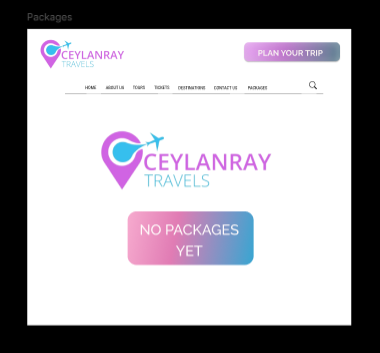 Packages
CEYLANRAY
TRAVELS
PLAN YOUR TRIP
HOME ABOUT US TOURS TICKETS DESTINATIONS CONTACT US PACKAGES
CEYLANRAY
TRAVELS
NO PACKAGES
YET